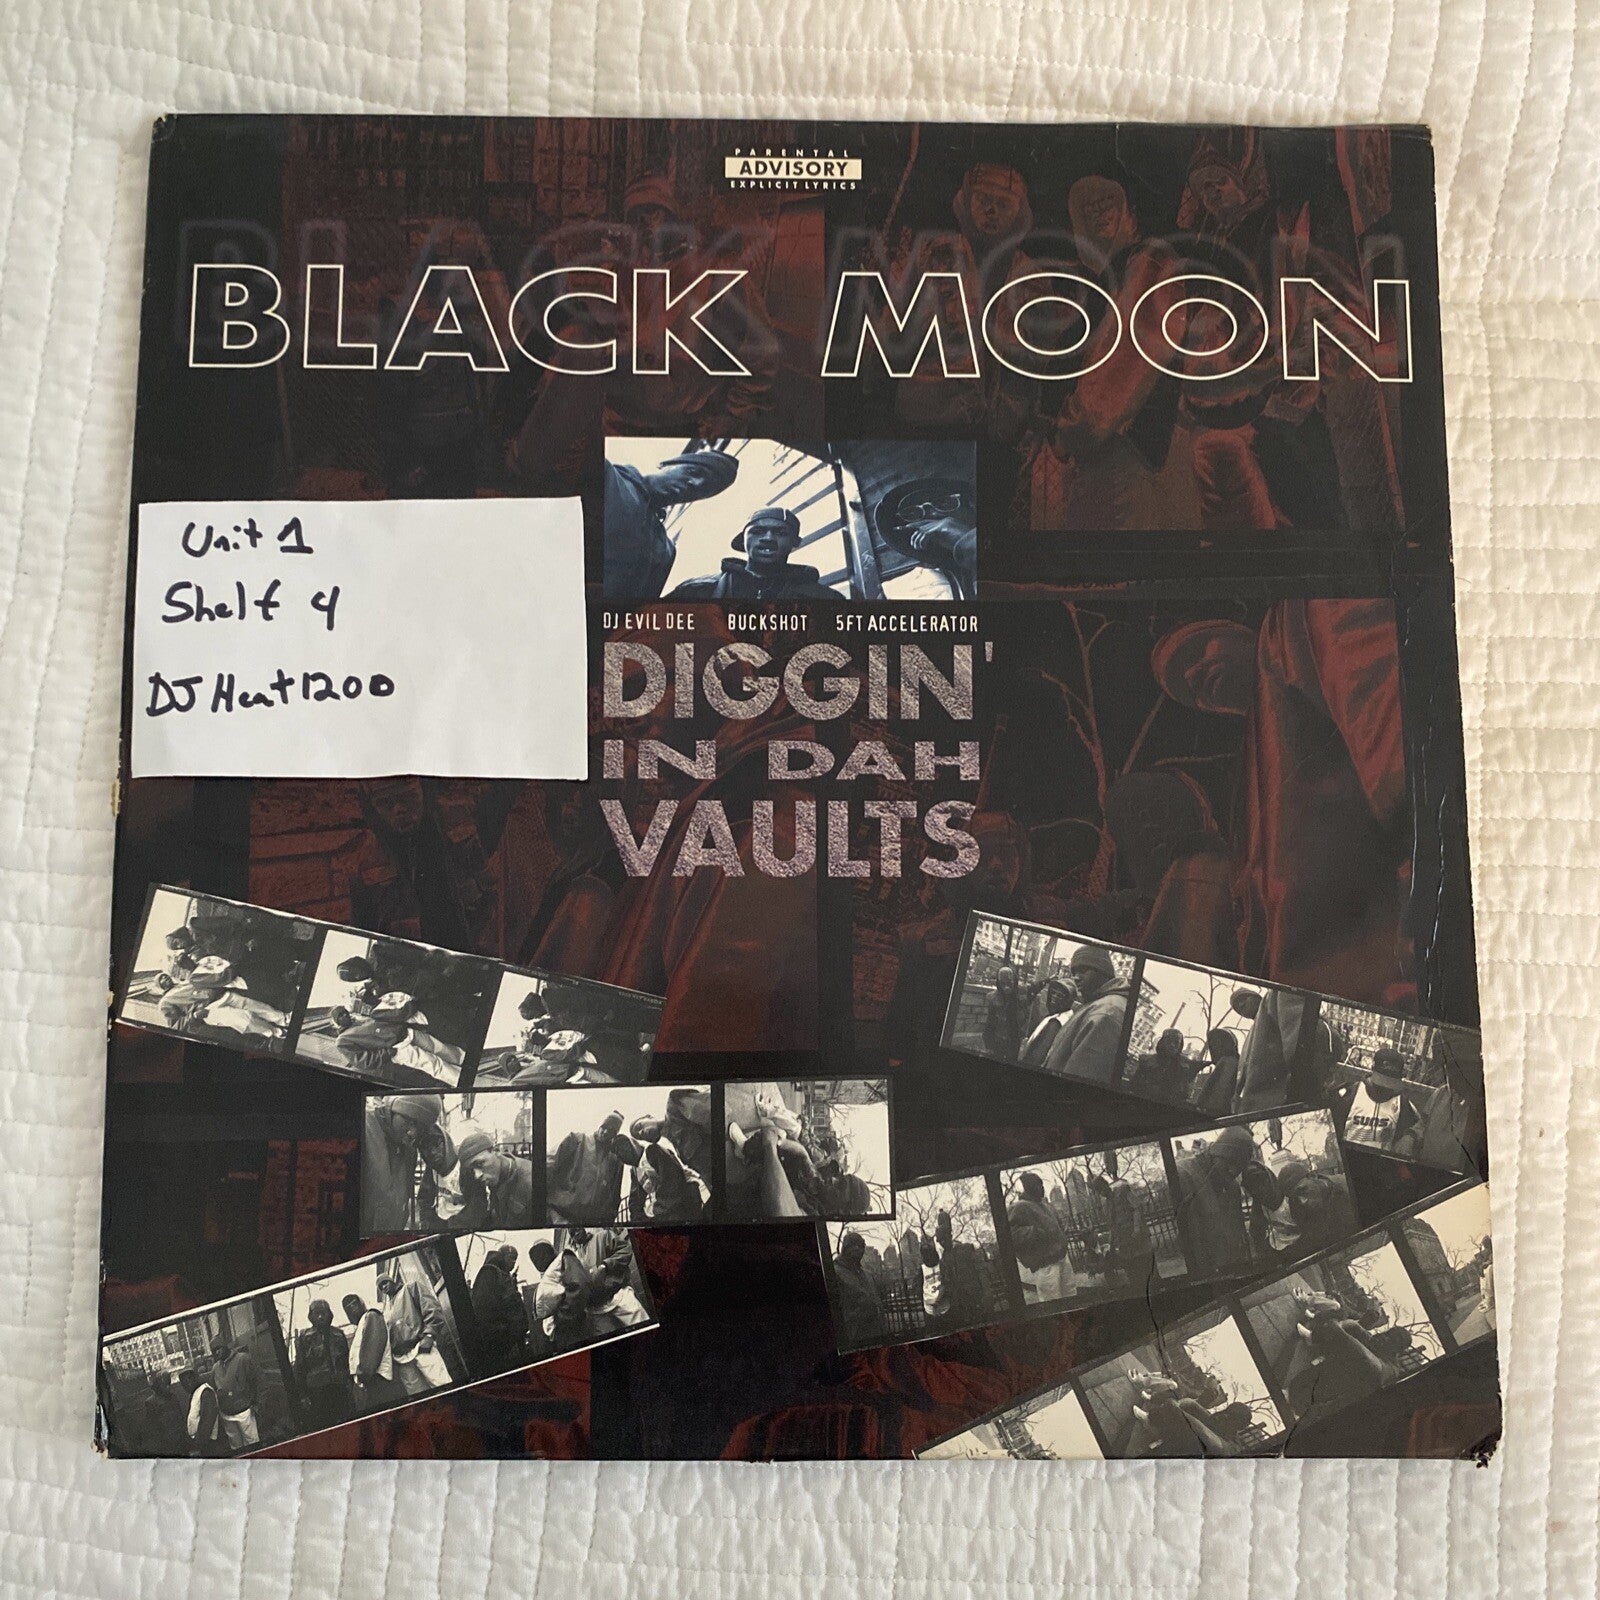 PARENTAL
ADVISORY
EXPLICIT LYRICS
BLACK MOON
Unit 1
Shelf 4
DJ Heat1200
DJ EVIL DEE BUCKSHOT 5FT ACCELERATOR
DIGGIN'
IN DAH
VAULTS
SUNS